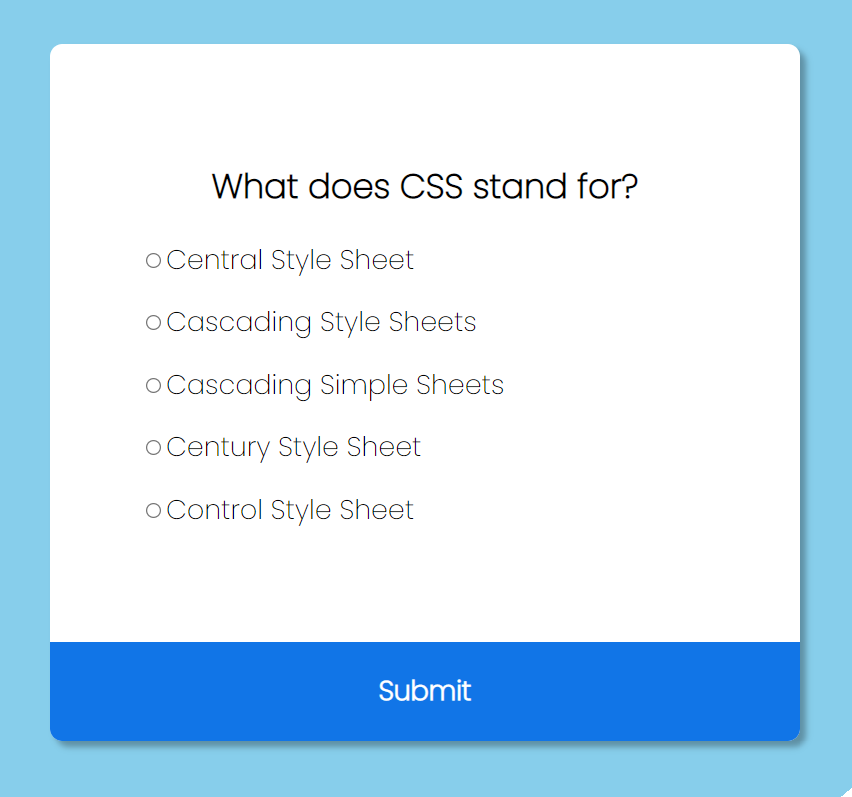 What does CSS stand for?
Central Style Sheet
Cascading Style Sheets
Cascading Simple Sheets
Century Style Sheet
Control Style Sheet
Submit